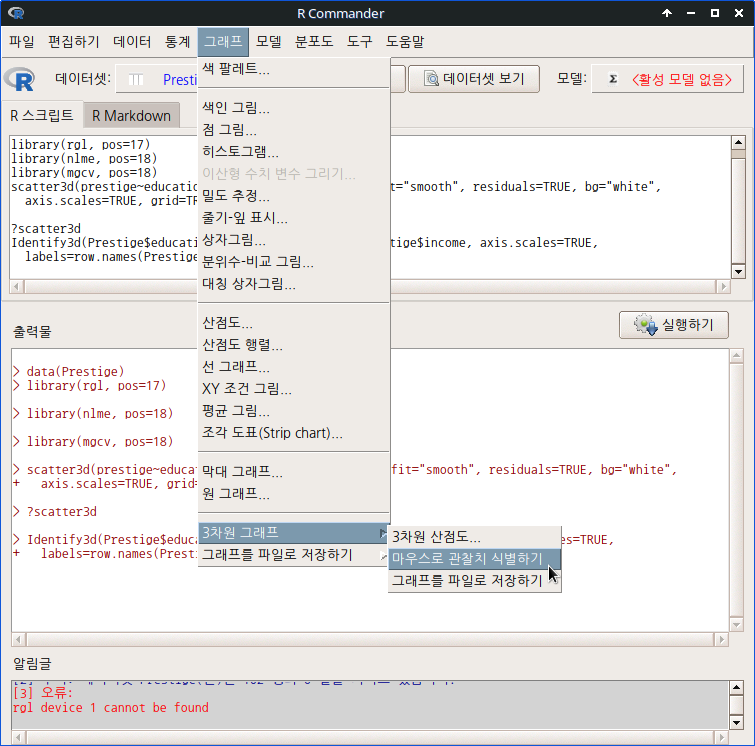 R Commander
파일 편집하기 데이터 통계 그래프 모델 분포도 도구 도움말
데이터셋: Presti 데이터셋 보기 모델: Σ <활성 모델 없음>
R 스크립트 R Markdown
library(rgl, pos=17)
library(nlme, pos=18)
library(mgcv, pos=18)
scatter3d(prestige~educatio t="smooth", residuals=TRUE, bg="white",
axis.scales=TRUE, grid=TR
?scatter3d
Identify3d(Prestige$educati tige$income, axis.scales=TRUE,
labels=row.names(Prestig
색 팔레트...
색인 그림...
점 그림...
히스토그램...
이산형 수치 변수 그리기...
밀도 추정...
줄기-잎 표시...
상자그림...
분위수-비교 그림...
대칭 상자그림...
산점도...
산점도 행렬...
선 그래프...
XY 조건 그림...
평균 그림...
조각 도표(Strip chart)...
막대 그래프...
원 그래프...
3차원 그래프
그래프를 파일로 저장하기
3차원 산점도...
마우스로 관찰치 식별하기
그래프를 파일로 저장하기
출력물
실행하기
> data(Prestige)
> library(rgl, pos=17)
> library(nlme, pos=18)
> library(mgcv, pos=18)
> scatter3d(prestige~educat fit="smooth", residuals=TRUE, bg="white",
+ axis.scales=TRUE, grid=
> ?scatter3d
> Identify3d(Prestige$educa es=TRUE,
+ labels=row.names(Presti
알림글
[3] 오류:
rgl device 1 cannot be found